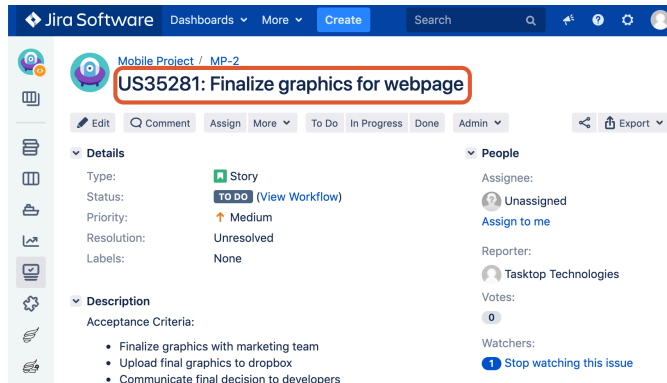 Jira Software Dashboards More Create Search
Mobile Project / MP-2
US35281: Finalize graphics for webpage
Edit Comment Assign More To Do In Progress Done Admin Export
Details
Type: Story
Status: TO DO (View Workflow)
Priority: Medium
Resolution: Unresolved
Labels: None
Description
Acceptance Criteria:
• Finalize graphics with marketing team
• Upload final graphics to dropbox
• Communicate final decision to developers
People
Assignee:
Unassigned
Assign to me
Reporter:
Tasktop Technologies
Votes:
0
Watchers:
1 Stop watching this issue